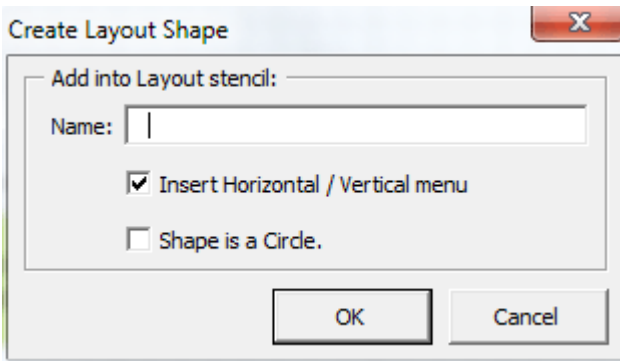 Create Layout Shape
Add into Layout stencil:
Name:
Insert Horizontal / Vertical menu
Shape is a Circle.
OK Cancel